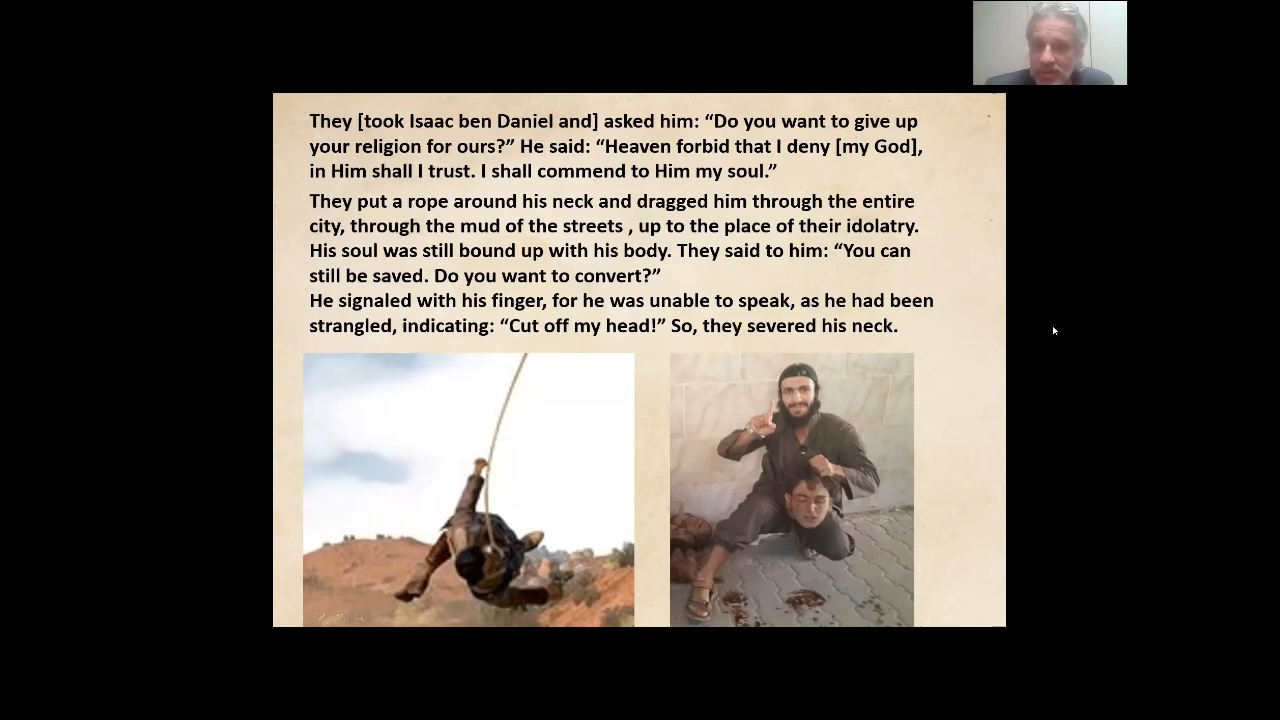 They [took Isaac ben Daniel and] asked him: “Do you want to give up
your religion for ours?” He said: “Heaven forbid that I deny [my God],
in Him shall I trust. I shall commend to Him my soul.”
They put a rope around his neck and dragged him through the entire
city, through the mud of the streets , up to the place of their idolatry.
His soul was still bound up with his body. They said to him: “You can
still be saved. Do you want to convert?”
He signaled with his finger, for he was unable to speak, as he had been
strangled, indicating: “Cut off my head!” So, they severed his neck.